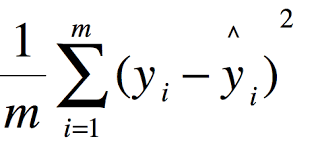 1/m ∑_{i=1}^{m} (y_i − ŷ_i)^2